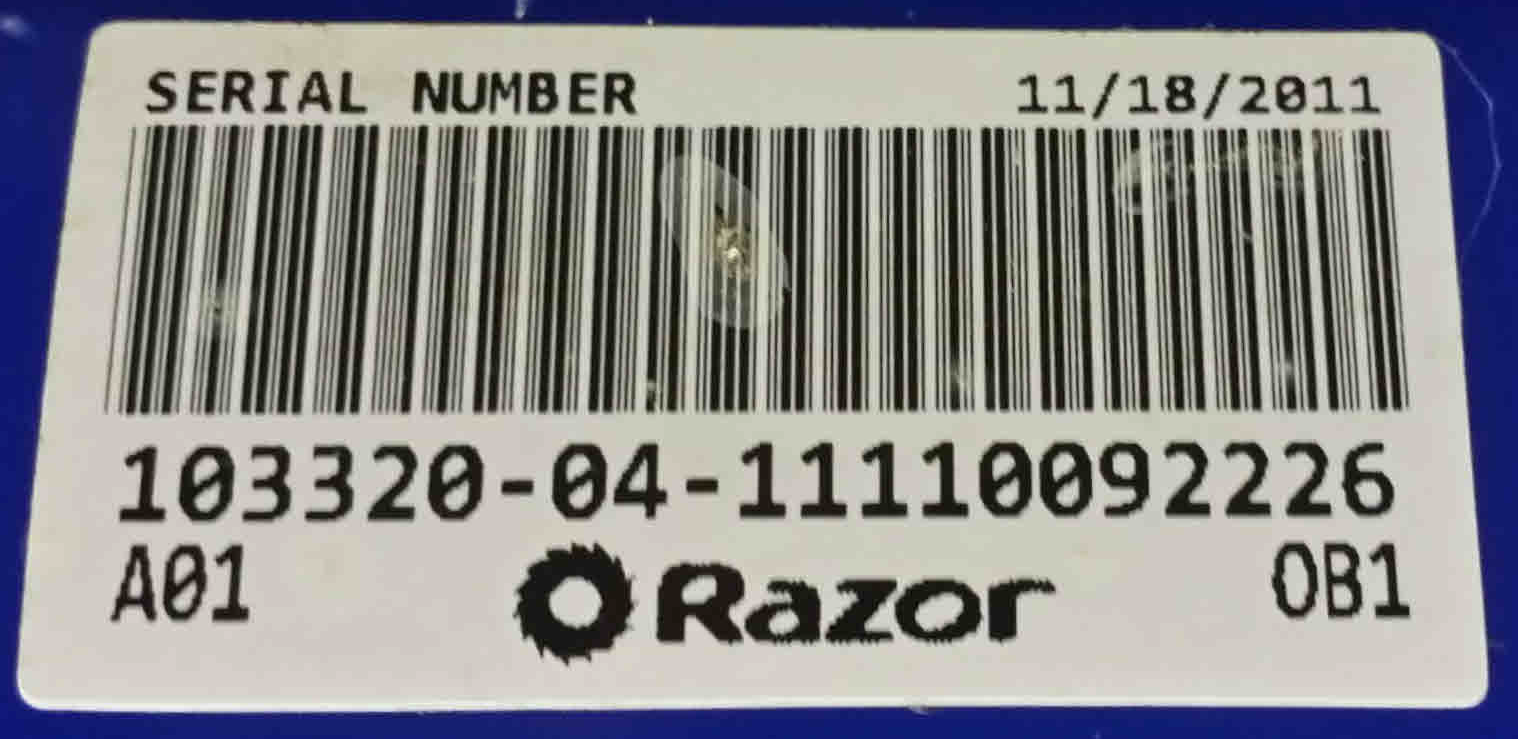 SERIAL NUMBER 11/18/2011
103320-04-11110092226
A01 Razor OB1